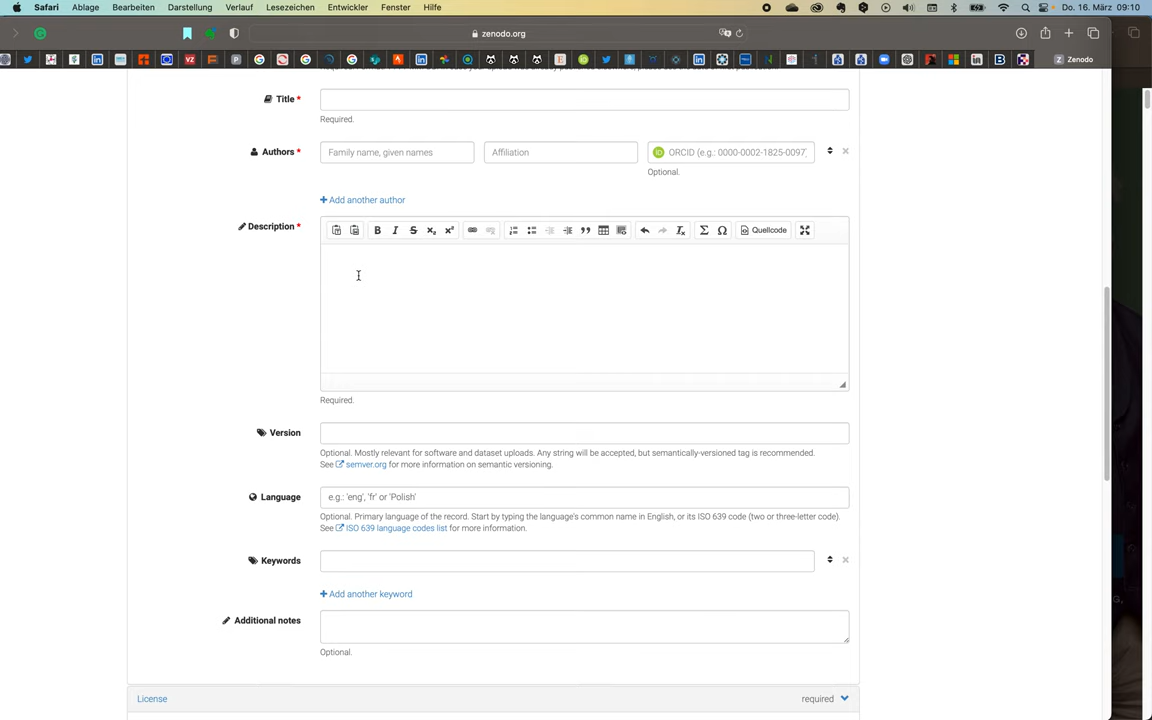 Safari Ablage Bearbeiten Darstellung Verlauf Lesezeichen Entwickler Fenster Hilfe Do. 16. März 09:10
zenodo.org
Zenodo
Title *
Required.
Authors * Family name, given names Affiliation iD ORCID (e.g.: 0000-0002-1825-0097)
Optional.
Add another author
Description * Quellcode
Required.
Version
Optional. Mostly relevant for software and dataset uploads. Any string will be accepted, but semantically-versioned tag is recommended.
See semver.org for more information on semantic versioning.
Language e.g.: 'eng', 'fr' or 'Polish'
Optional. Primary language of the record. Start by typing the language's common name in English, or its ISO 639 code (two or three-letter code).
See ISO 639 language codes list for more information.
Keywords
Add another keyword
Additional notes
Optional.
License required